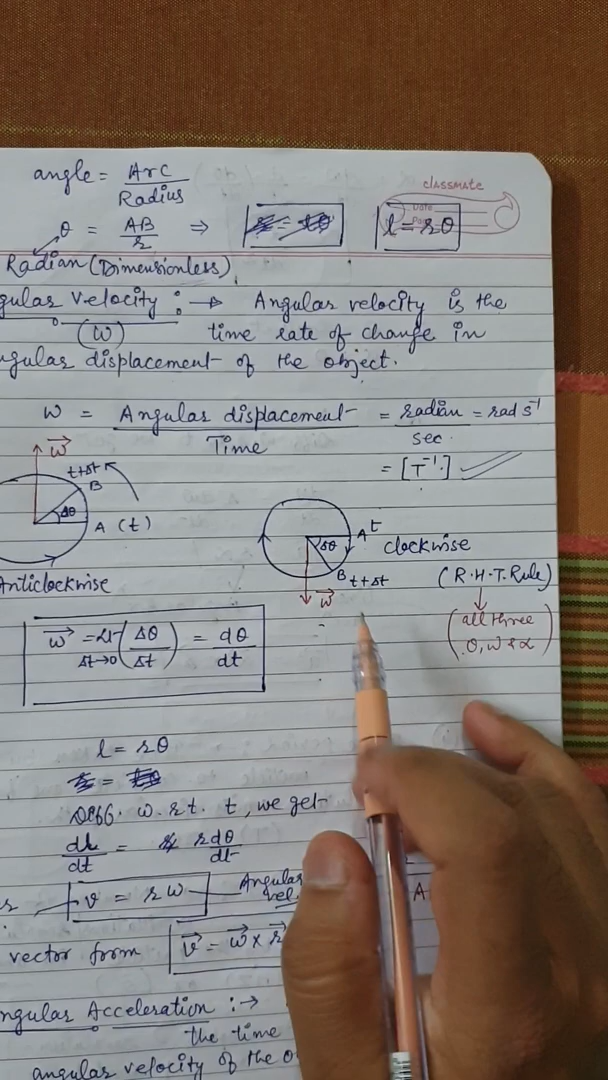 classmate
Date
angle = Arc / Radius
θ = AB / r ⇒ l = rθ
Radian (Dimensionless)
gular Velocity :→ Angular velocity is the
(ω) time rate of change in
ngular displacement of the object.
ω = Angular displacement / Time = radian / sec. = rad s⁻¹
= [T⁻¹]
ω⃗
t+Δt
B
Δθ
A (t)
Anticlockwise
A t
Δθ
B t+Δt
ω⃗
clockwise
(R.H.T. Rule)
(all three
θ, ω & α)
ω⃗ = Lt Δt→0 (Δθ/Δt) = dθ/dt
l = rθ
Diff. w.r.t. t, we get
dl/dt = r dθ/dt
v = rω Angular
vel.
vector form v⃗ = ω⃗ × r⃗
ngular Acceleration :→
the time
angular velocity of the o